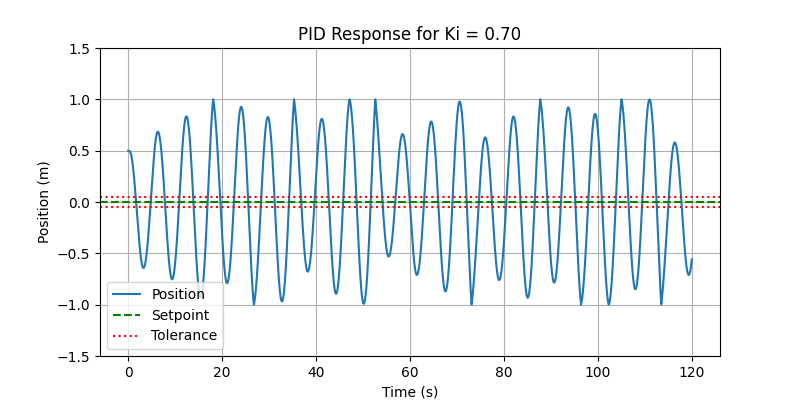 PID Response for Ki = 0.70
Position (m)
1.5
1.0
0.5
0.0
−0.5
−1.0
−1.5
Position
Setpoint
Tolerance
0 20 40 60 80 100 120
Time (s)